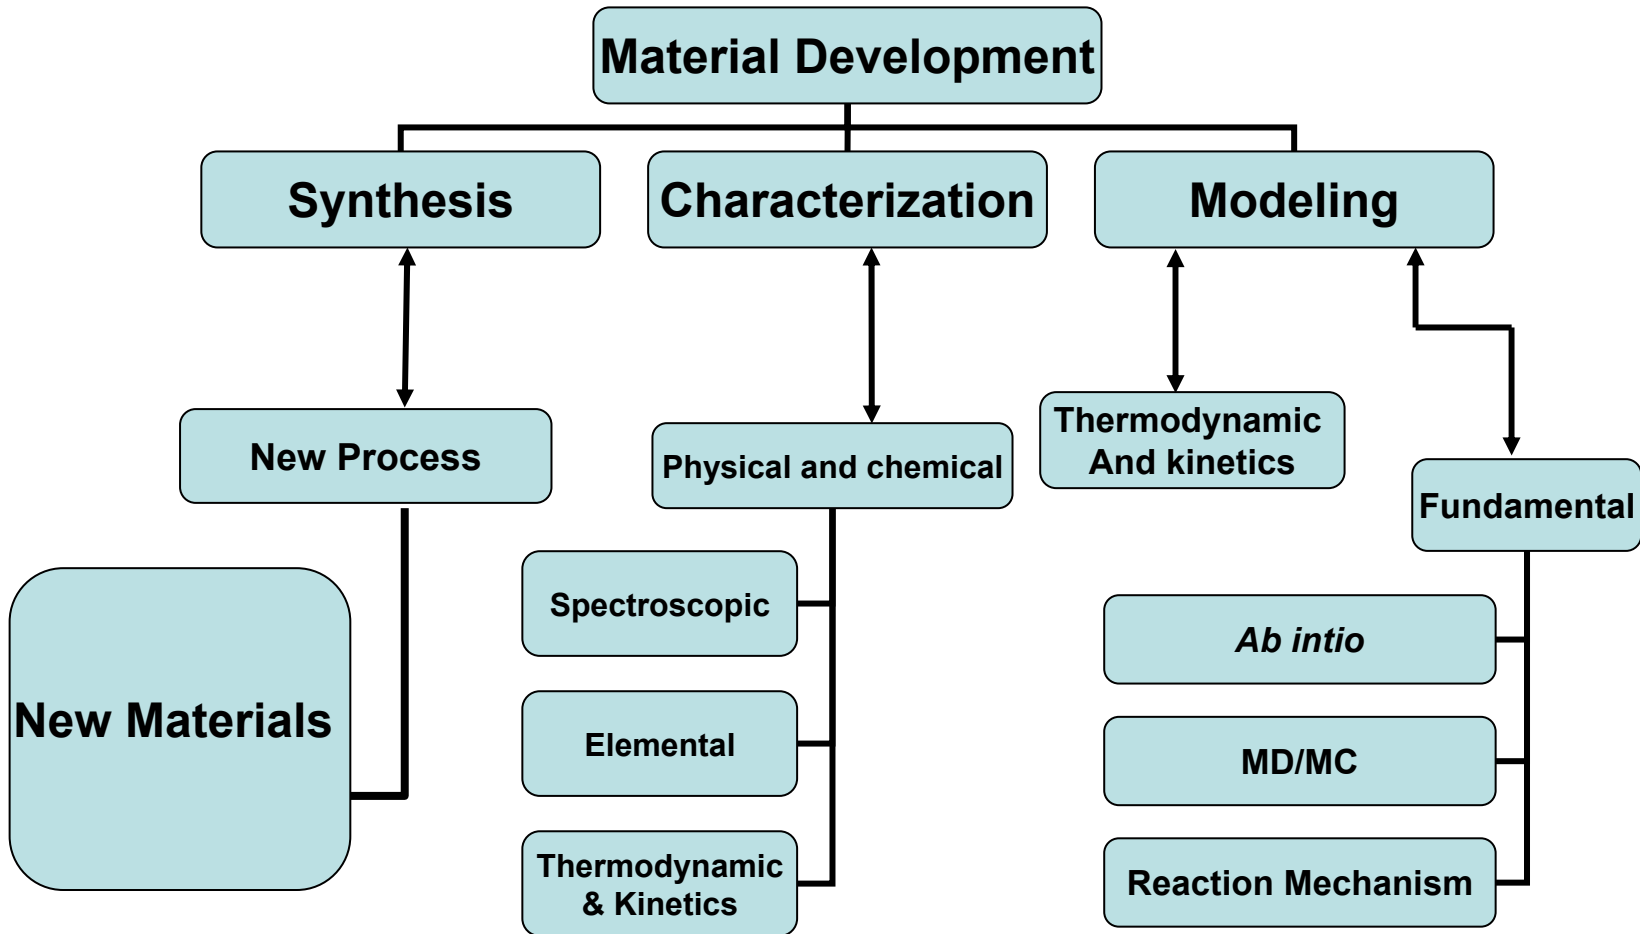 Material Development
Synthesis
Characterization
Modeling
New Process
Physical and chemical
Thermodynamic
And kinetics
Fundamental
New Materials
Spectroscopic
Elemental
Thermodynamic
& Kinetics
Ab intio
MD/MC
Reaction Mechanism